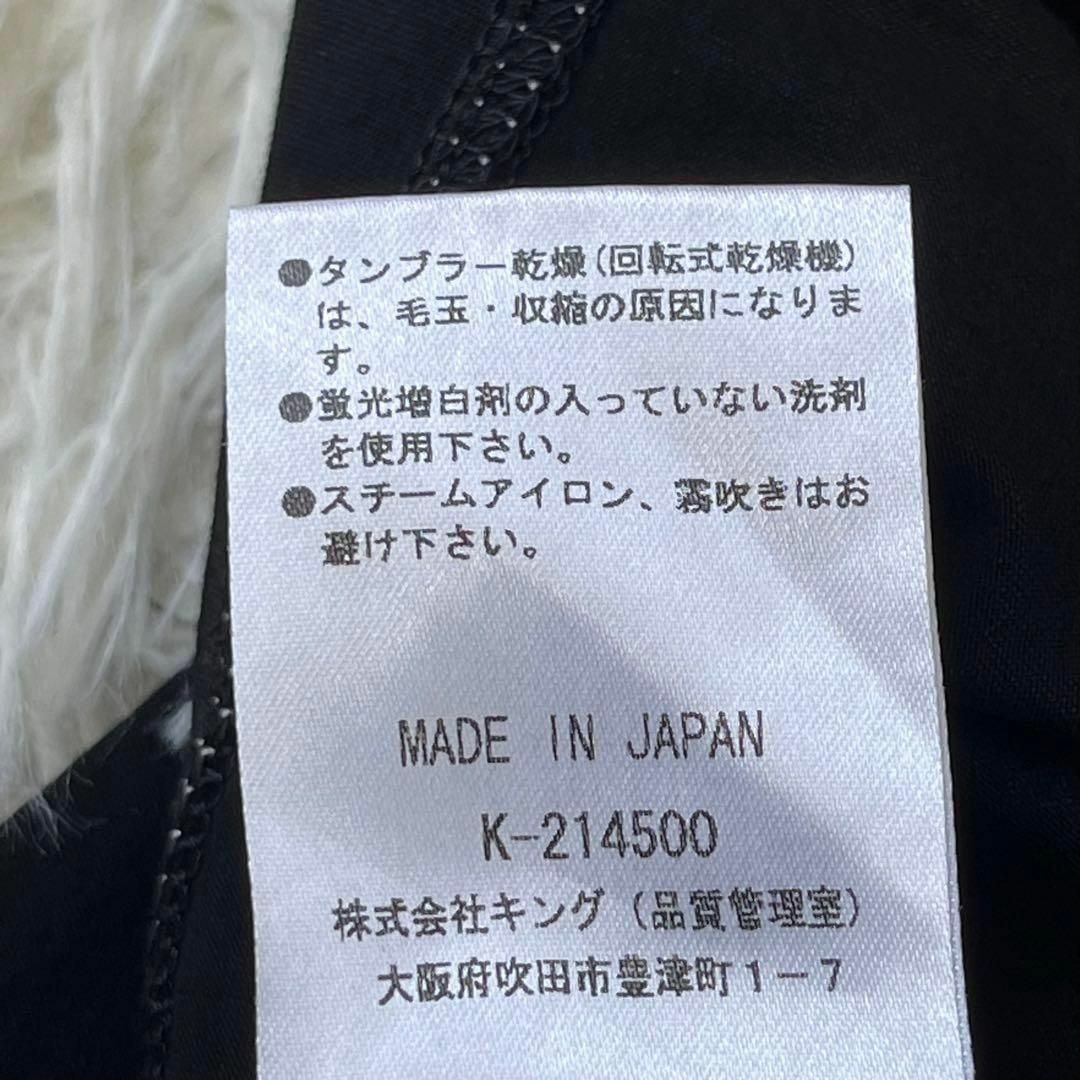 ●タンブラー乾燥(回転式乾燥機)
は、毛玉・収縮の原因になりま
す。
●蛍光増白剤の入っていない洗剤
を使用下さい。
●スチームアイロン、霧吹きはお
避け下さい。
MADE IN JAPAN
K-214500
株式会社キング(品質管理室)
大阪府吹田市豊津町1-7